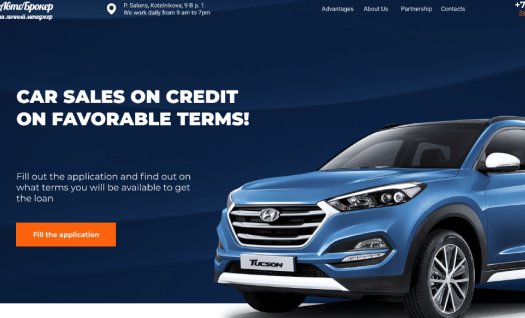 АвтоБрокер
ш личный менеджер
P. Salons, Kotelnikova, 9 B p. 1.
We work daily from 9 am to 7pm
Advantages About Us Partnership Contacts
+7
CAR SALES ON CREDIT
ON FAVORABLE TERMS!
Fill out the application and find out on
what terms you will be available to get
the loan
Fill the application
TUCSON